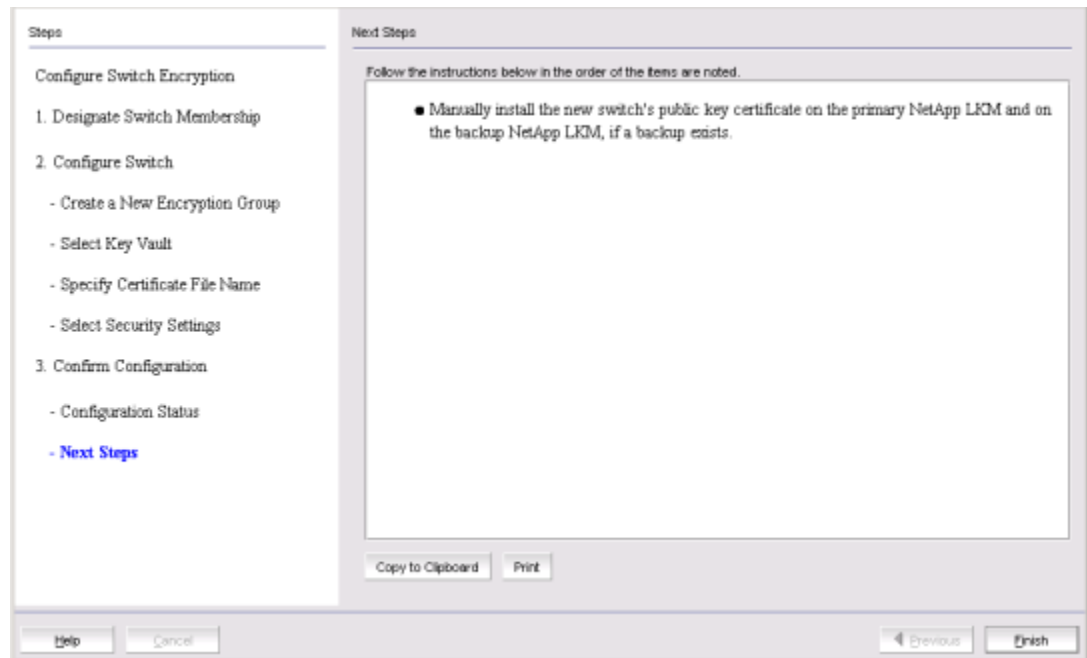 Steps
Configure Switch Encryption
1. Designate Switch Membership
2. Configure Switch
- Create a New Encryption Group
- Select Key Vault
- Specify Certificate File Name
- Select Security Settings
3. Confirm Configuration
- Configuration Status
- Next Steps
Next Steps
Follow the instructions below in the order of the items are noted.
● Manually install the new switch's public key certificate on the primary NetApp LKM and on
the backup NetApp LKM, if a backup exists.
Copy to Clipboard Print
Help Cancel Previous Finish